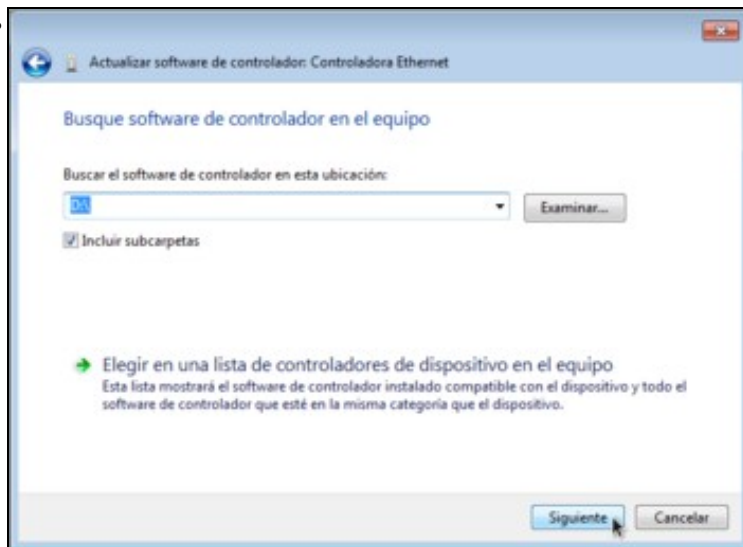 Actualizar software de controlador: Controladora Ethernet
Busque software de controlador en el equipo
Buscar el software de controlador en esta ubicación:
D:\
Examinar...
Incluir subcarpetas
Elegir en una lista de controladores de dispositivo en el equipo
Esta lista mostrará el software de controlador instalado compatible con el dispositivo y todo el
software de controlador que esté en la misma categoría que el dispositivo.
Siguiente
Cancelar